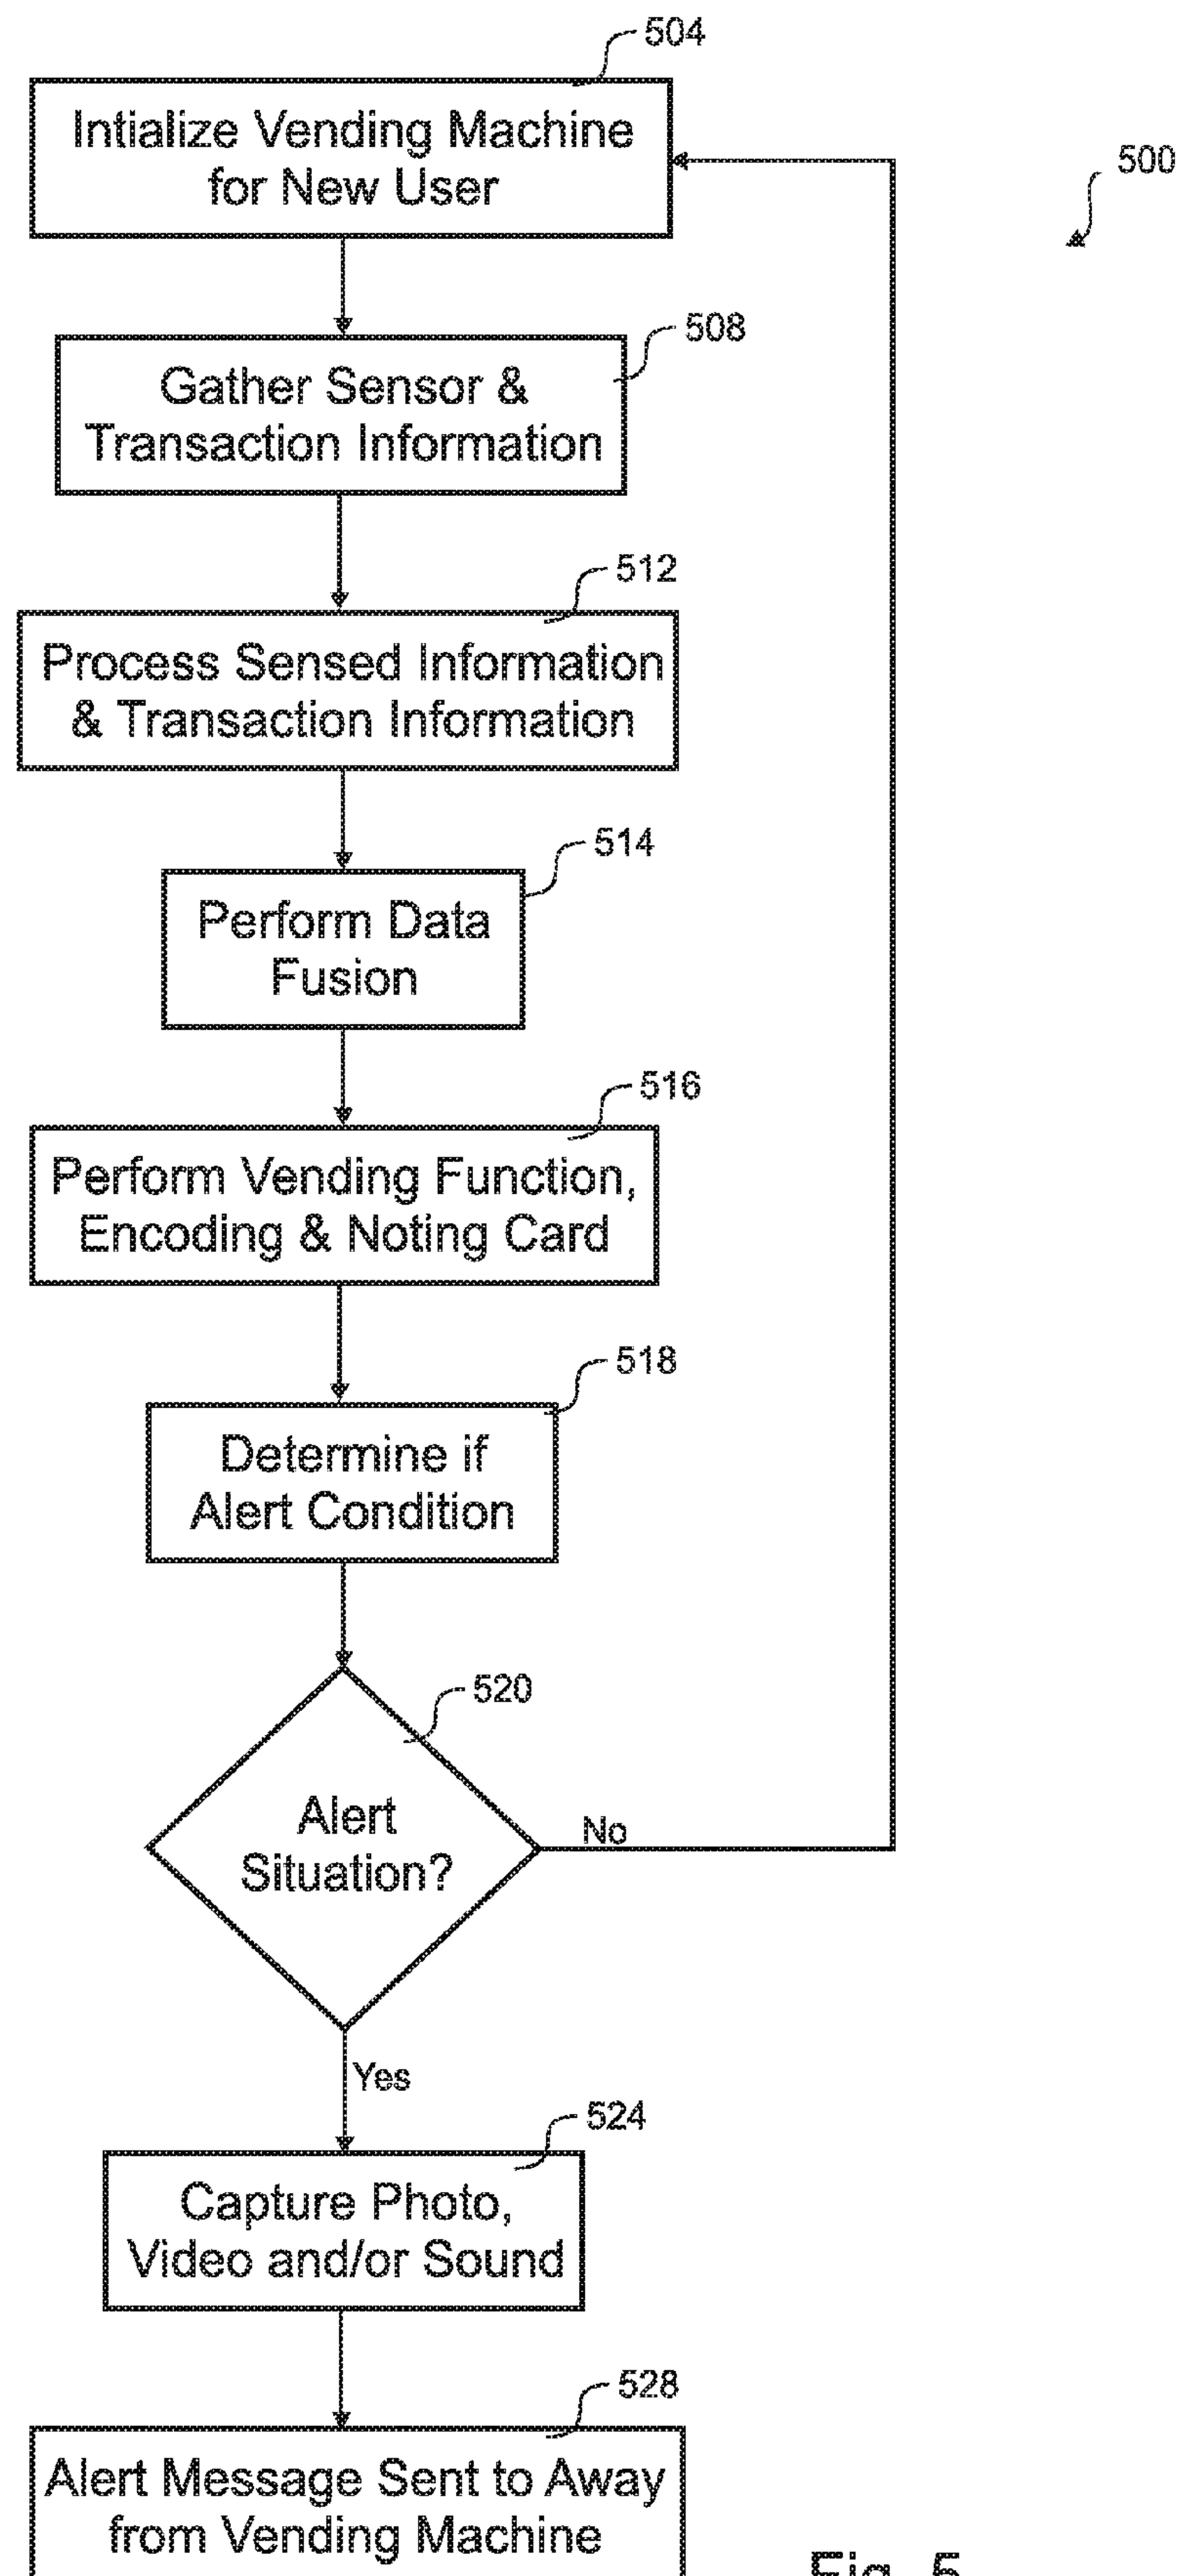 504
Intialize Vending Machine
for New User
500
508
Gather Sensor &
Transaction Information
512
Process Sensed Information
& Transaction Information
514
Perform Data
Fusion
516
Perform Vending Function,
Encoding & Noting Card
518
Determine if
Alert Condition
520
Alert
Situation?
No
Yes
524
Capture Photo,
Video and/or Sound
528
Alert Message Sent to Away
from Vending Machine
Fig. 5